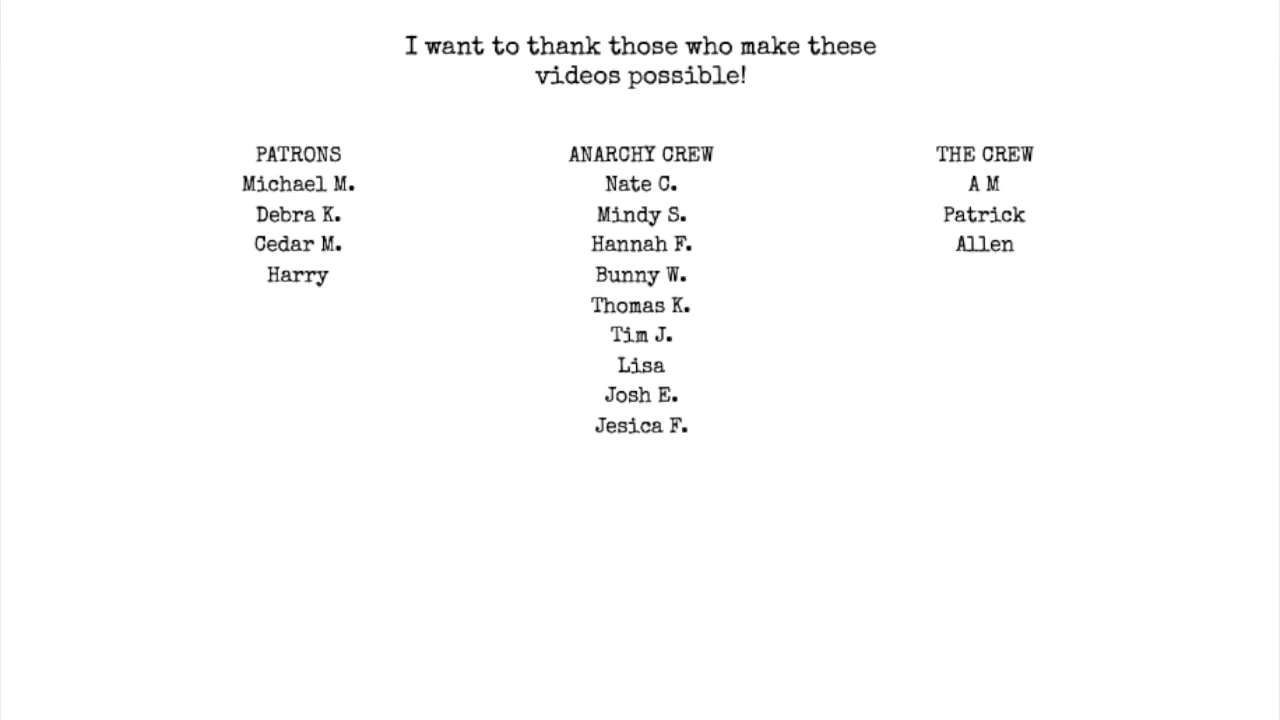 I want to thank those who make these
videos possible!
PATRONS
Michael M.
Debra K.
Cedar M.
Harry
ANARCHY CREW
Nate C.
Mindy S.
Hannah F.
Bunny W.
Thomas K.
Tim J.
Lisa
Josh E.
Jesica F.
THE CREW
A M
Patrick
Allen